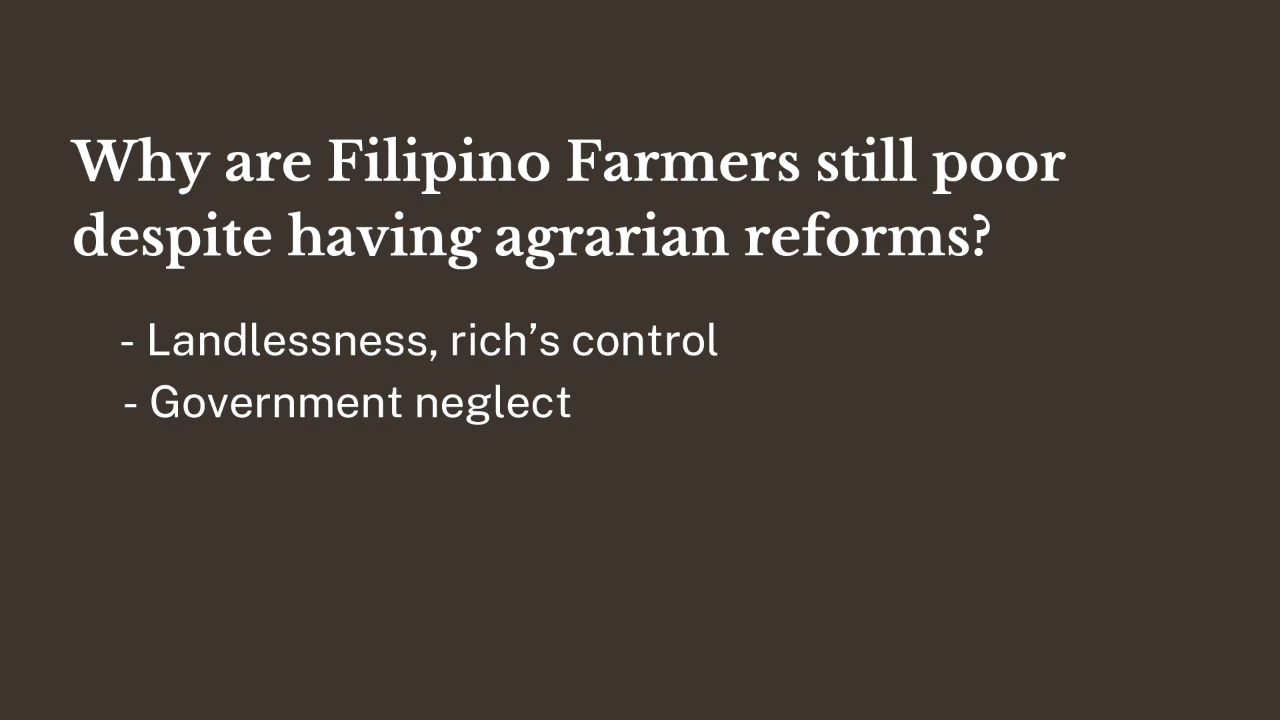 Why are Filipino Farmers still poor
despite having agrarian reforms?
- Landlessness, rich’s control
- Government neglect